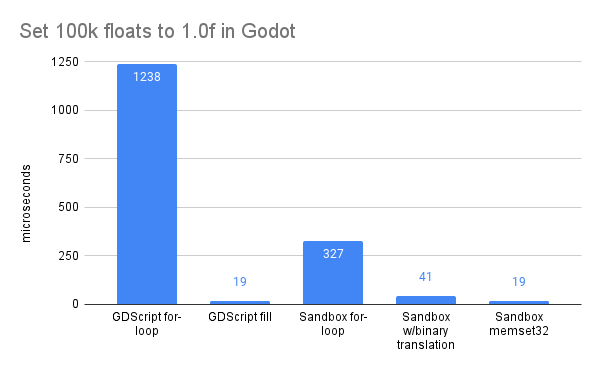 Set 100k floats to 1.0f in Godot
microseconds
1250
1000
750
500
250
0
1238
19
327
41
19
GDScript for-
loop
GDScript fill
Sandbox for-
loop
Sandbox
w/binary
translation
Sandbox
memset32